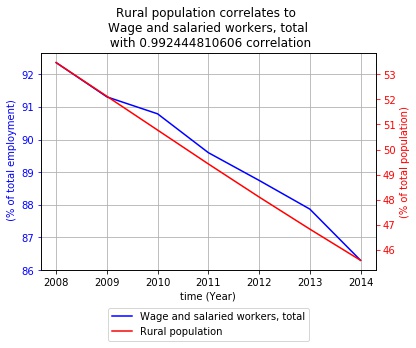 Rural population correlates to
Wage and salaried workers, total
with 0.992444810606 correlation
92
91
90
89
88
87
86
(% of total employment)
53
52
51
50
49
48
47
46
(% of total population)
2008 2009 2010 2011 2012 2013 2014
time (Year)
Wage and salaried workers, total
Rural population